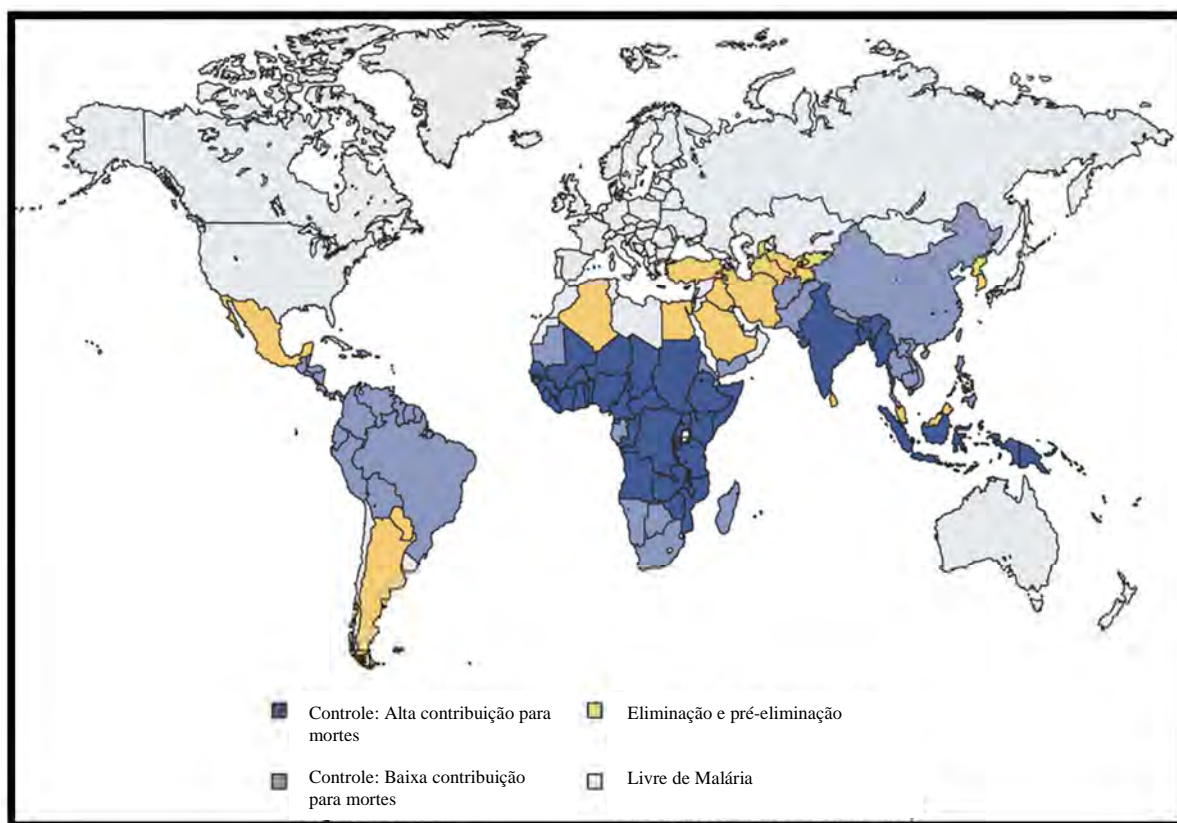 Controle: Alta contribuição para
mortes
Controle: Baixa contribuição
para mortes
Eliminação e pré-eliminação
Livre de Malária